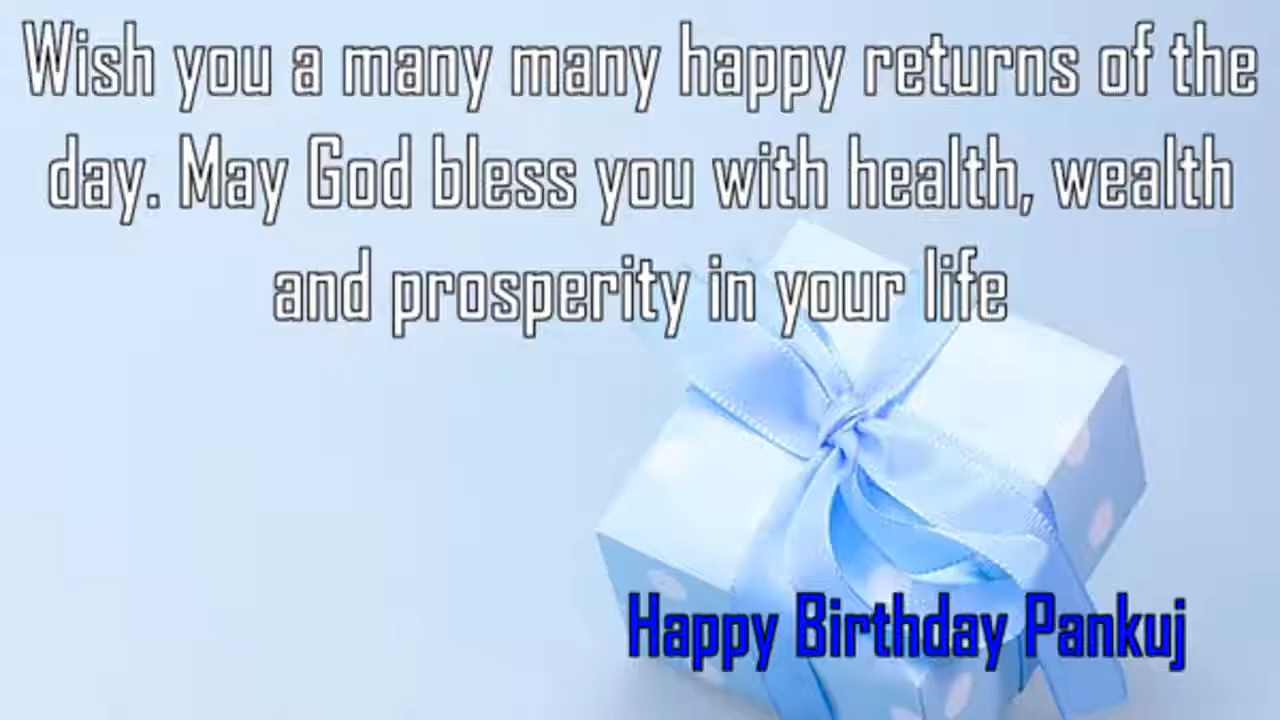 Wish you a many many happy returns of the
day. May God bless you with health, wealth
and prosperity in your life
Happy Birthday Pankuj